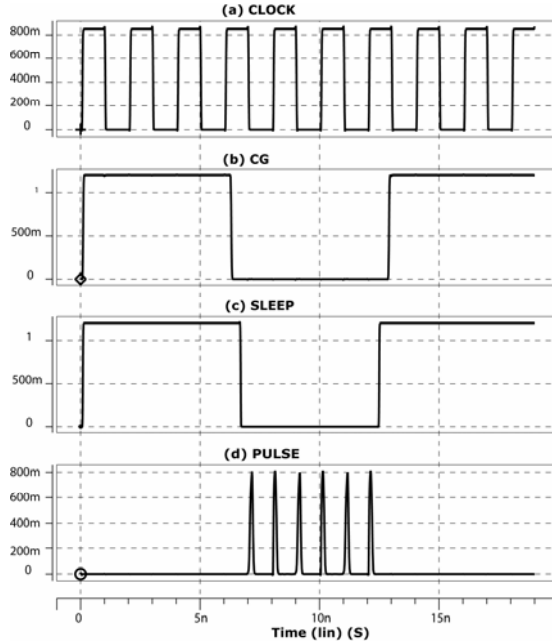 (a) CLOCK
800m
600m
400m
200m
0
(b) CG
1
500m
0
(c) SLEEP
1
500m
0
(d) PULSE
800m
600m
400m
200m
0
0 5n 10n 15n
Time (lin) (S)